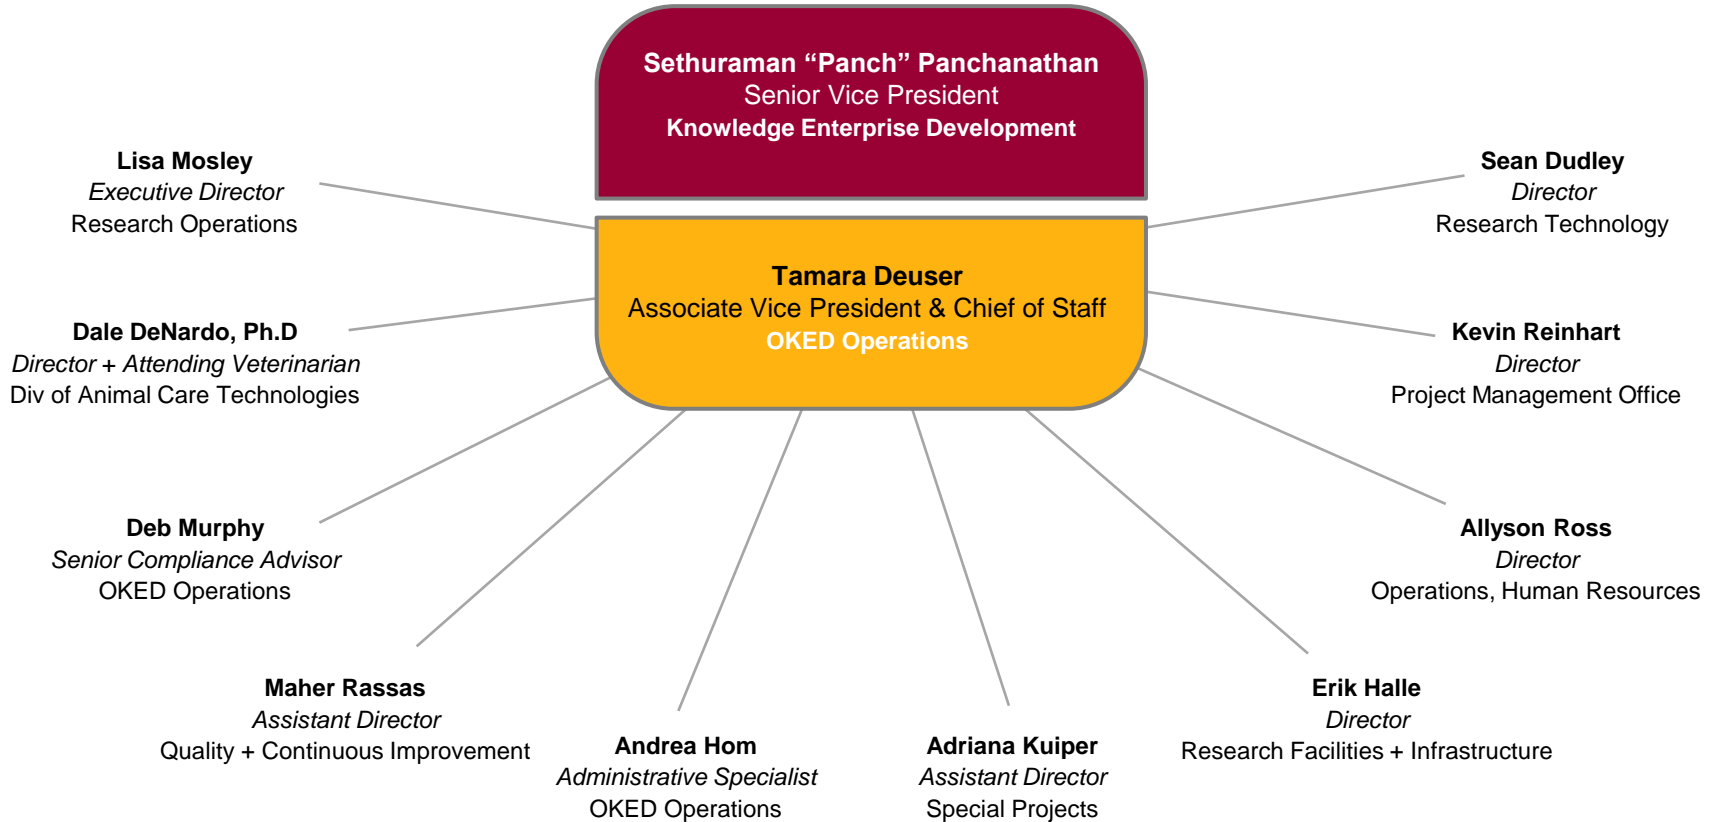 Sethuraman “Panch” Panchanathan
Senior Vice President
Knowledge Enterprise Development
Tamara Deuser
Associate Vice President & Chief of Staff
OKED Operations
Lisa Mosley
Executive Director
Research Operations
Dale DeNardo, Ph.D
Director + Attending Veterinarian
Div of Animal Care Technologies
Deb Murphy
Senior Compliance Advisor
OKED Operations
Maher Rassas
Assistant Director
Quality + Continuous Improvement
Andrea Hom
Administrative Specialist
OKED Operations
Adriana Kuiper
Assistant Director
Special Projects
Erik Halle
Director
Research Facilities + Infrastructure
Allyson Ross
Director
Operations, Human Resources
Kevin Reinhart
Director
Project Management Office
Sean Dudley
Director
Research Technology